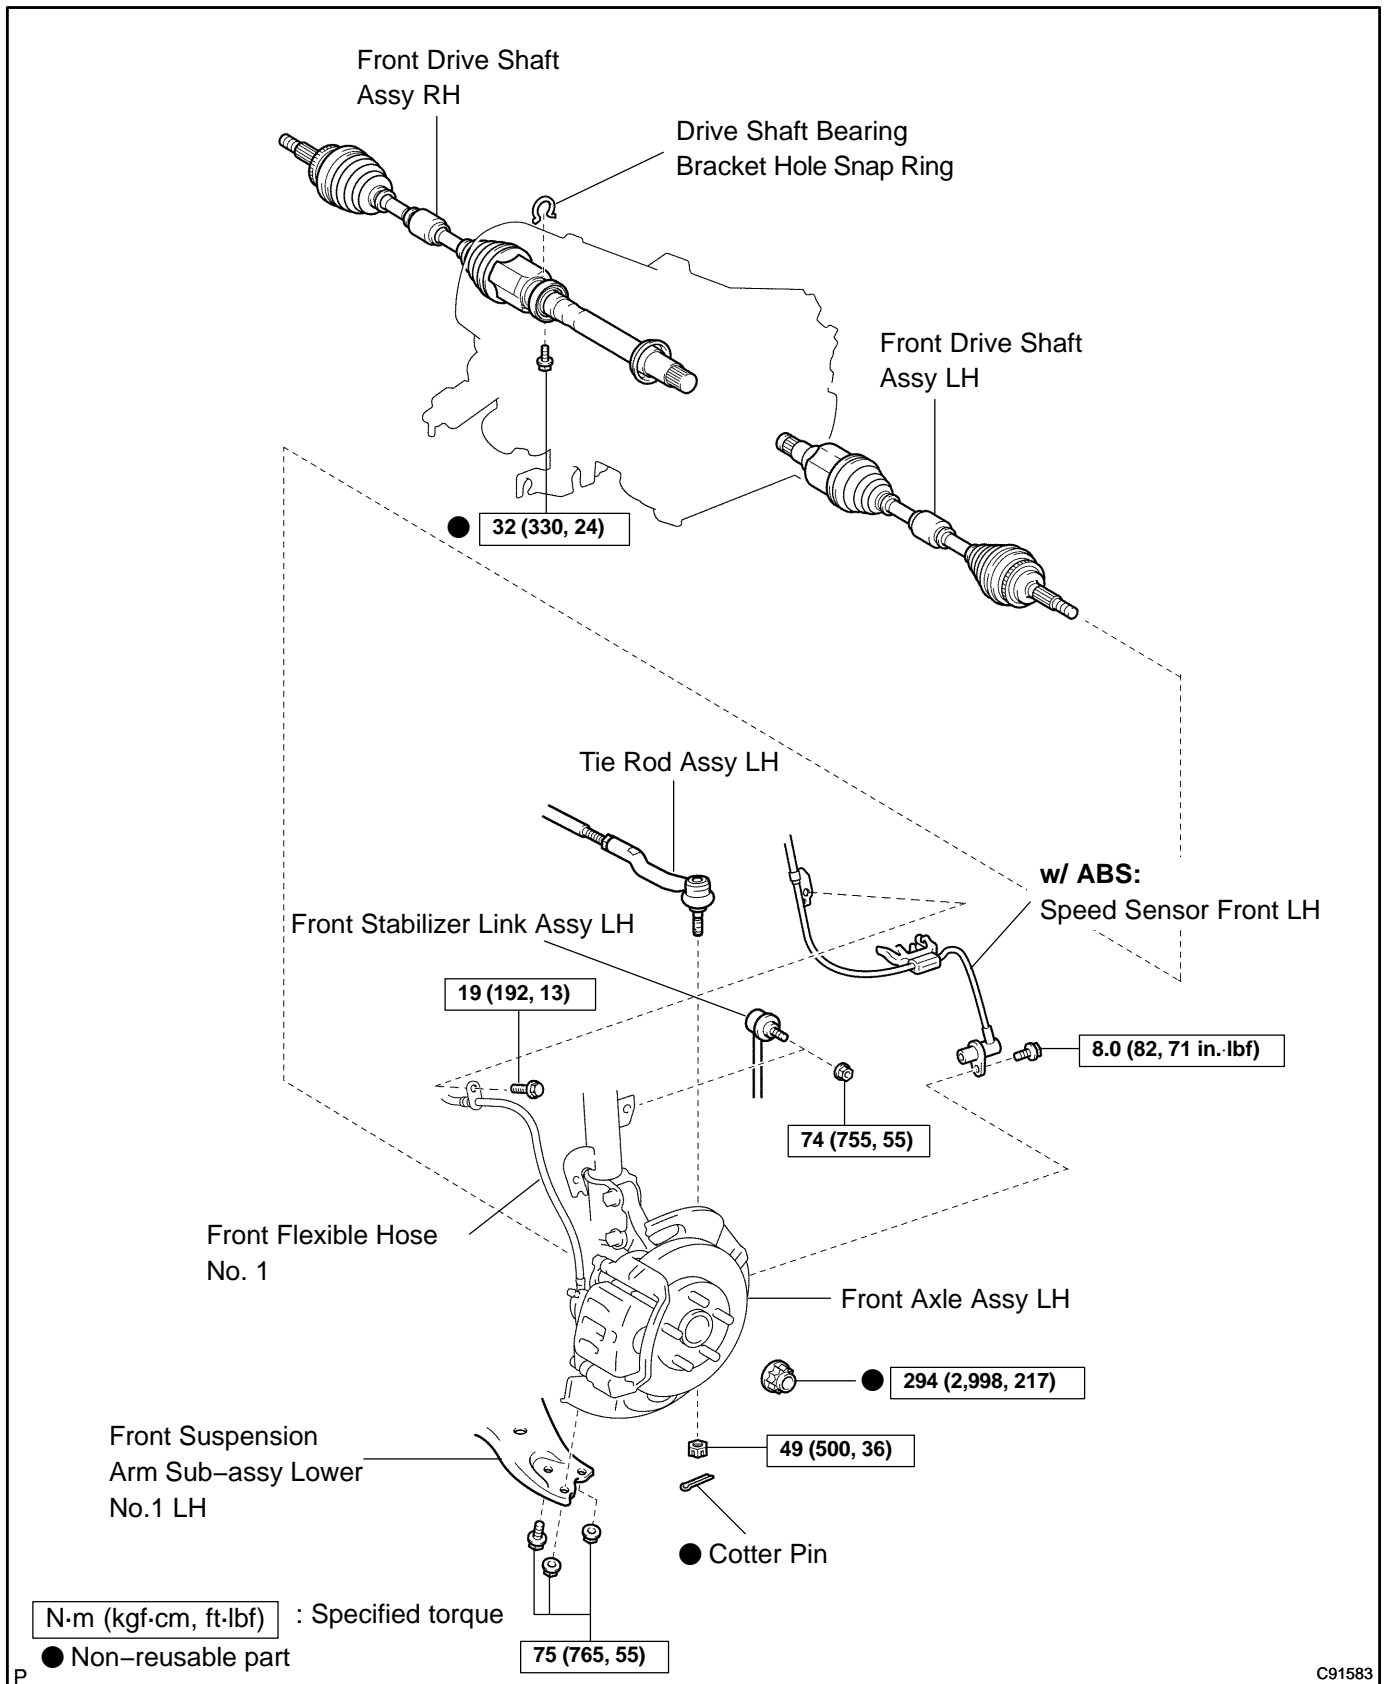 Front Drive Shaft
Assy RH
Drive Shaft Bearing
Bracket Hole Snap Ring
Front Drive Shaft
Assy LH
● 32 (330, 24)
Tie Rod Assy LH
w/ ABS:
Speed Sensor Front LH
Front Stabilizer Link Assy LH
19 (192, 13)
8.0 (82, 71 in.·lbf)
74 (755, 55)
Front Flexible Hose
No. 1
Front Axle Assy LH
● 294 (2,998, 217)
Front Suspension
Arm Sub−assy Lower
No.1 LH
49 (500, 36)
● Cotter Pin
N·m (kgf·cm, ft·lbf) : Specified torque
75 (765, 55)
● Non−reusable part
P
C91583